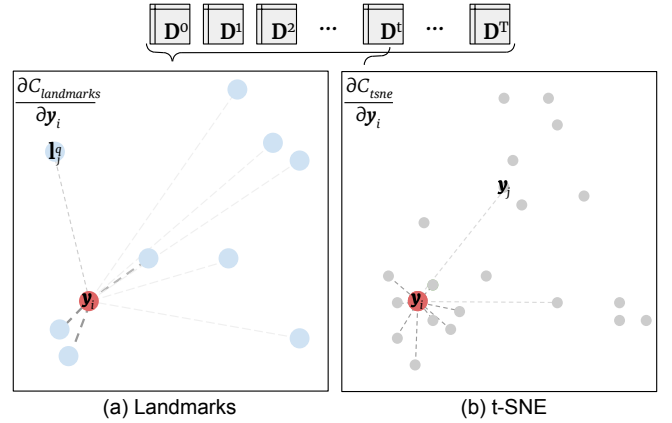 D⁰ D¹ D² ... Dᵗ ... Dᵀ
∂C_landmarks / ∂y_i
∂C_tsne / ∂y_i
l_j^q
y_j
y_i
y_i
(a) Landmarks
(b) t-SNE